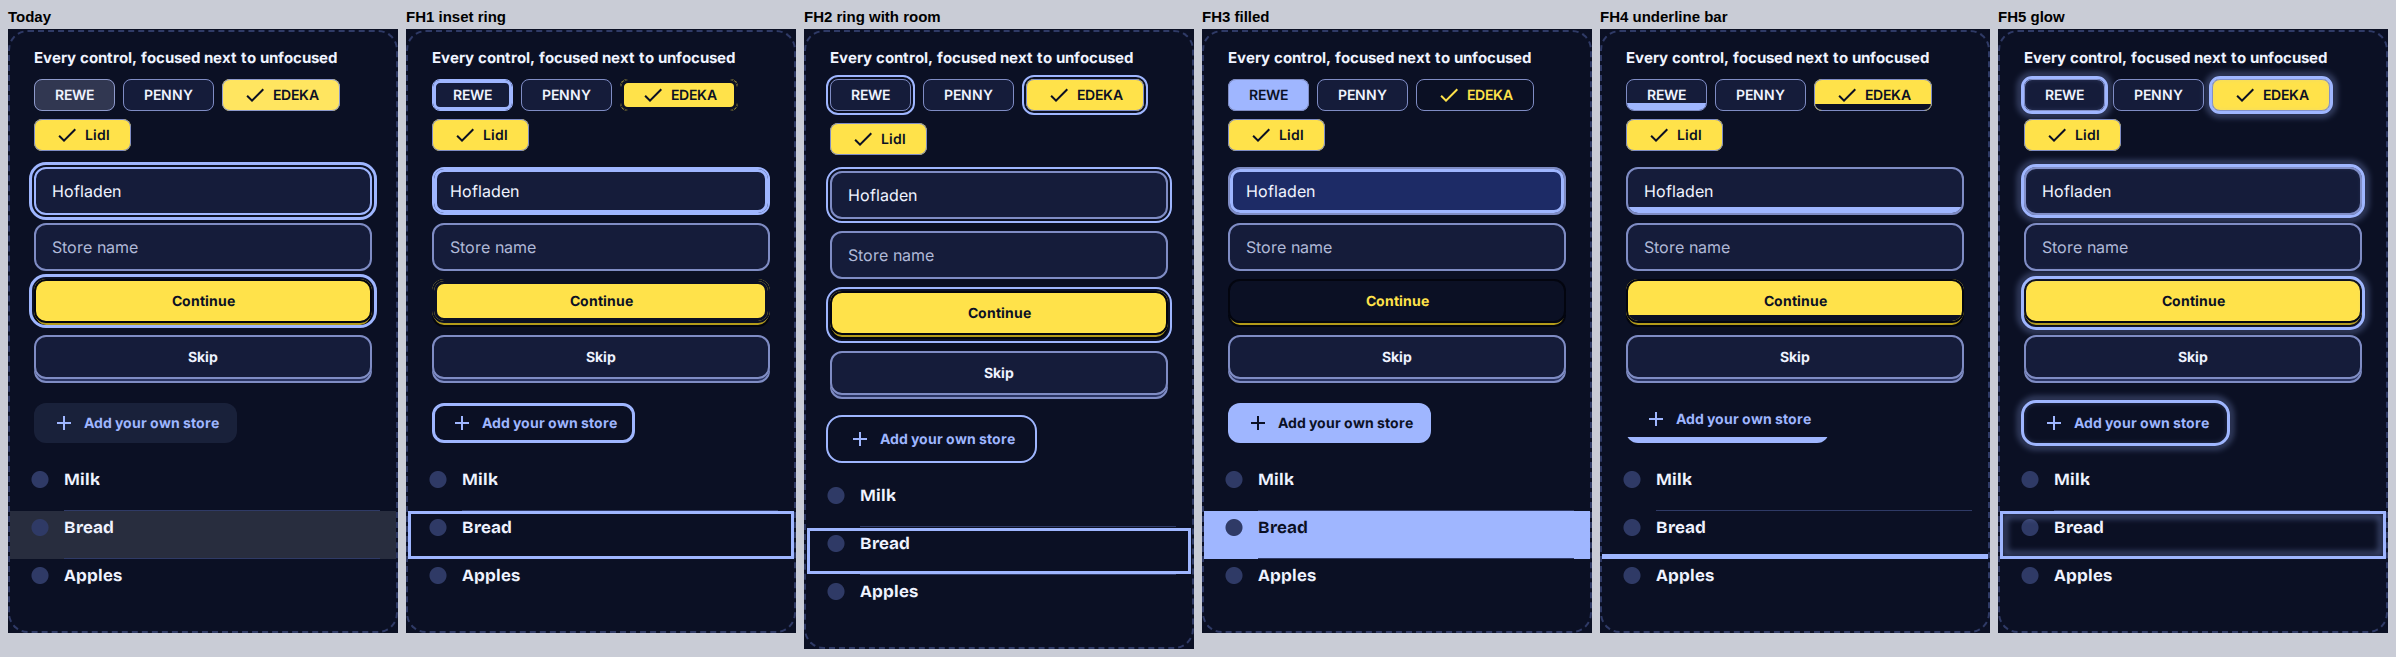 Today
Every control, focused next to unfocused
REWE PENNY EDEKA
Lidl
Hofladen
Store name
Continue
Skip
Add your own store
Milk
Bread
Apples
FH1 inset ring
Every control, focused next to unfocused
REWE PENNY EDEKA
Lidl
Hofladen
Store name
Continue
Skip
Add your own store
Milk
Bread
Apples
FH2 ring with room
Every control, focused next to unfocused
REWE PENNY EDEKA
Lidl
Hofladen
Store name
Continue
Skip
Add your own store
Milk
Bread
Apples
FH3 filled
Every control, focused next to unfocused
REWE PENNY EDEKA
Lidl
Hofladen
Store name
Continue
Skip
Add your own store
Milk
Bread
Apples
FH4 underline bar
Every control, focused next to unfocused
REWE PENNY EDEKA
Lidl
Hofladen
Store name
Continue
Skip
Add your own store
Milk
Bread
Apples
FH5 glow
Every control, focused next to unfocused
REWE PENNY EDEKA
Lidl
Hofladen
Store name
Continue
Skip
Add your own store
Milk
Bread
Apples